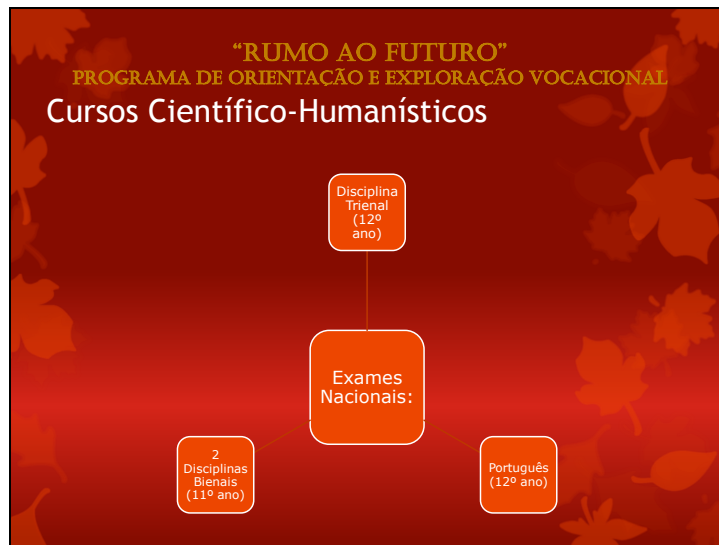 “RUMO AO FUTURO”
PROGRAMA DE ORIENTAÇÃO E EXPLORAÇÃO VOCACIONAL
Cursos Científico-Humanísticos
Disciplina
Trienal
(12º
ano)
Exames
Nacionais:
2
Disciplinas
Bienais
(11º ano)
Português
(12º ano)